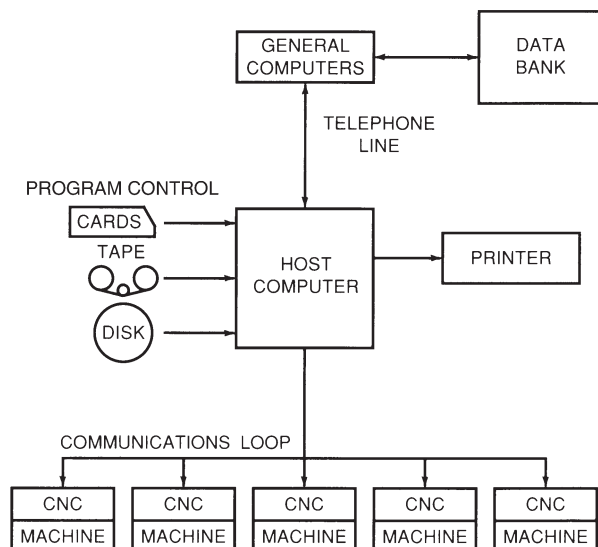 GENERAL
COMPUTERS
DATA
BANK
TELEPHONE
LINE
PROGRAM CONTROL
CARDS
TAPE
DISK
HOST
COMPUTER
PRINTER
COMMUNICATIONS LOOP
CNC
MACHINE
CNC
MACHINE
CNC
MACHINE
CNC
MACHINE
CNC
MACHINE